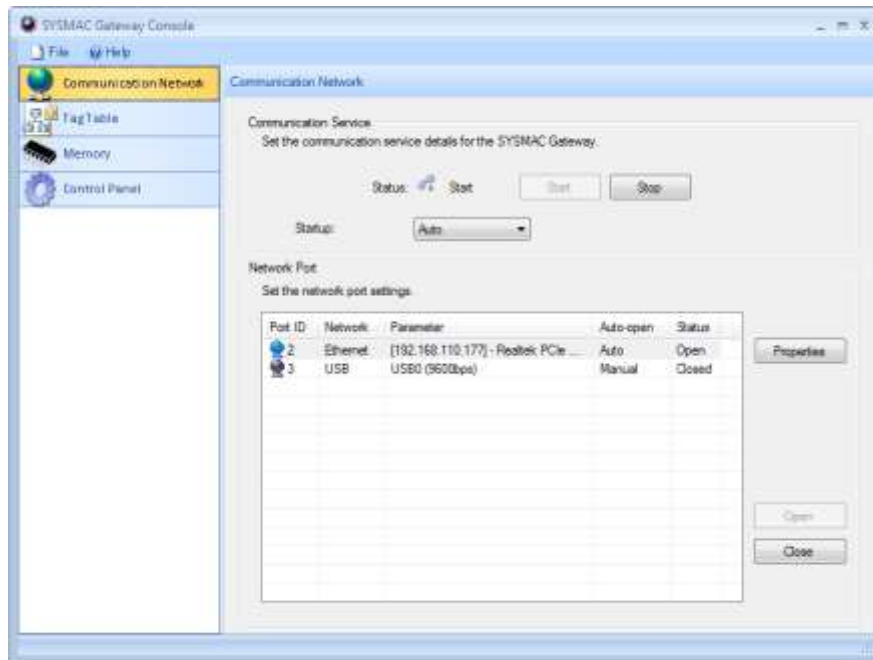 SYSMAC Gateway Console
File Help
Communication Network
Tag Table
Memory
Control Panel
Communication Network
Communication Service
Set the communication service details for the SYSMAC Gateway.
Status: Start Start Stop
Startup: Auto
Network Port
Set the network port settings.
Port ID Network Parameter Auto-open Status
2 Ethernet [192.168.110.177] - Realtek PCIe ... Auto Open
3 USB USB0 (9600bps) Manual Closed
Properties
Open
Close